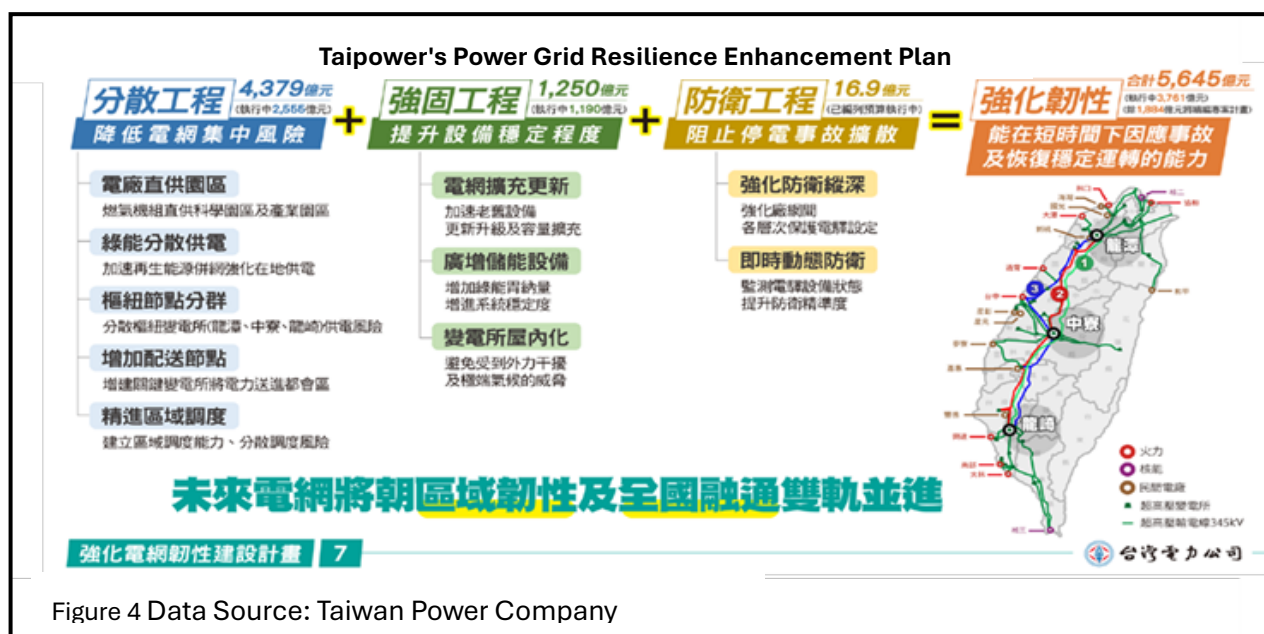 Taipower's Power Grid Resilience Enhancement Plan
分散工程
4,379億元
(執行中2,555億元)
降低電網集中風險
+
強固工程
1,250億元
(執行中1,190億元)
提升設備穩定程度
+
防衛工程
16.9億元
(已編列預算執行中)
阻止停電事故擴散
=
強化韌性
合計5,645億元
(執行中3,761億元)
能在短時間下因應事故
及恢復穩定運轉的能力
電廠直供園區
燃氣機組直供科學園區及產業園區
綠能分散供電
加速再生能源併網強化在地供電
樞紐節點分群
分散樞紐變電所(龍潭、中寮、龍崎)供電風險
增加配送節點
增建關鍵變電所將電力送進都會區
精進區域調度
建立區域調度能力、分散調度風險
電網擴充更新
加速老舊設備
更新升級及容量擴充
廣增儲能設備
增加綠能容納量
增進系統穩定度
變電所屋內化
避免受到外力干擾
及極端氣候的威脅
強化防衛縱深
強化廠網間
各層次保護電驛設定
即時動態防衛
監測電驛設備狀態
提升防衛精準度
龍潭
1
2
3
中寮
龍崎
火力
核能
民間電廠
超高壓變電所
超高壓輸電線345kV
未來電網將朝區域韌性及全國融通雙軌並進
強化電網韌性建設計畫 7
台灣電力公司
Figure 4 Data Source: Taiwan Power Company